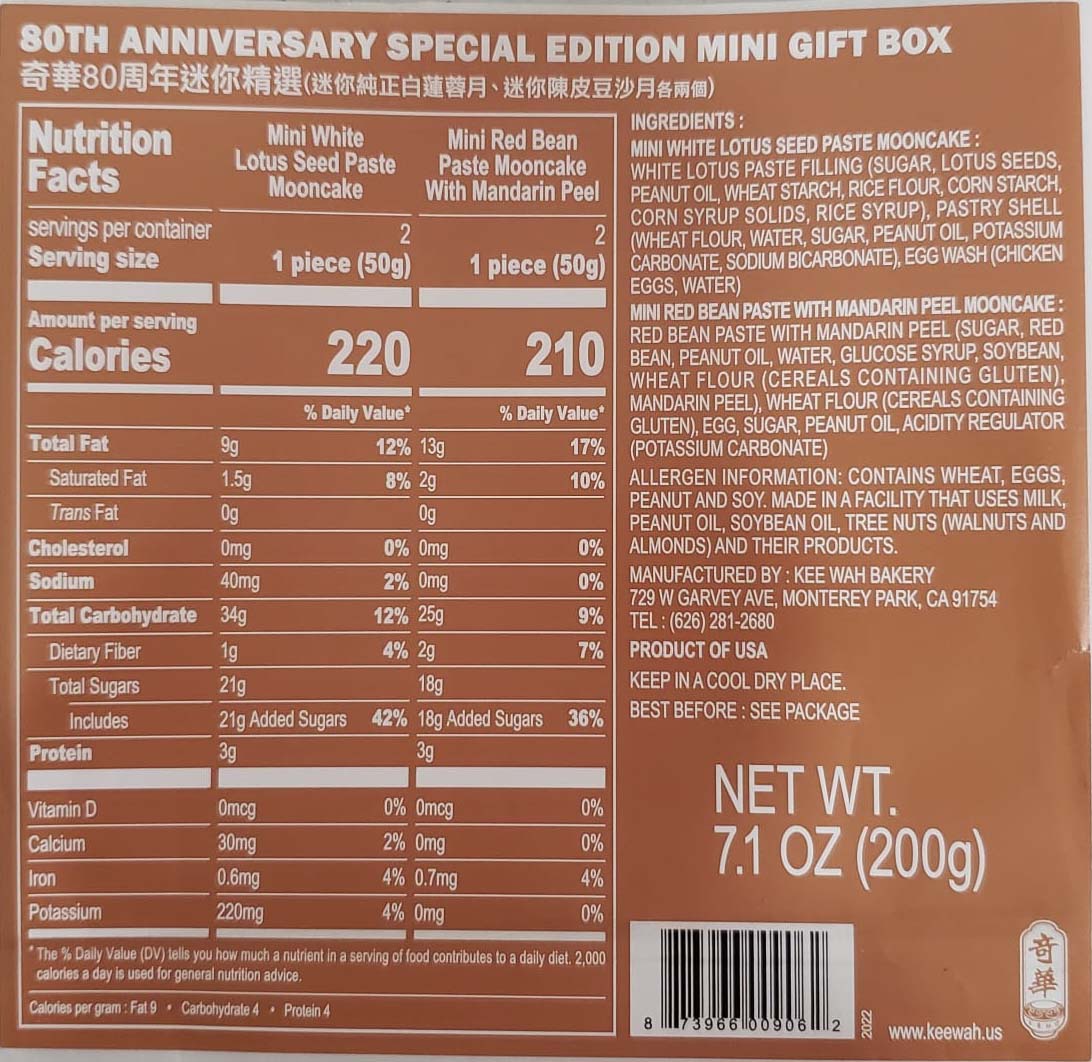 80TH ANNIVERSARY SPECIAL EDITION MINI GIFT BOX
奇華80周年迷你精選(迷你純正白蓮蓉月、迷你陳皮豆沙月各兩個)
Nutrition
Facts
Mini White
Lotus Seed Paste
Mooncake
Mini Red Bean
Paste Mooncake
With Mandarin Peel
servings per container 2 2
Serving size 1 piece (50g) 1 piece (50g)
Amount per serving
Calories 220 210
% Daily Value* % Daily Value*
Total Fat 9g 12% 13g 17%
Saturated Fat 1.5g 8% 2g 10%
Trans Fat 0g 0g
Cholesterol 0mg 0% 0mg 0%
Sodium 40mg 2% 0mg 0%
Total Carbohydrate 34g 12% 25g 9%
Dietary Fiber 1g 4% 2g 7%
Total Sugars 21g 18g
Includes 21g Added Sugars 42% 18g Added Sugars 36%
Protein 3g 3g
Vitamin D 0mcg 0% 0mcg 0%
Calcium 30mg 2% 0mg 0%
Iron 0.6mg 4% 0.7mg 4%
Potassium 220mg 4% 0mg 0%
* The % Daily Value (DV) tells you how much a nutrient in a serving of food contributes to a daily diet. 2,000
calories a day is used for general nutrition advice.
Calories per gram : Fat 9 • Carbohydrate 4 • Protein 4
INGREDIENTS :
MINI WHITE LOTUS SEED PASTE MOONCAKE :
WHITE LOTUS PASTE FILLING (SUGAR, LOTUS SEEDS,
PEANUT OIL, WHEAT STARCH, RICE FLOUR, CORN STARCH,
CORN SYRUP SOLIDS, RICE SYRUP), PASTRY SHELL
(WHEAT FLOUR, WATER, SUGAR, PEANUT OIL, POTASSIUM
CARBONATE, SODIUM BICARBONATE), EGG WASH (CHICKEN
EGGS, WATER)
MINI RED BEAN PASTE WITH MANDARIN PEEL MOONCAKE :
RED BEAN PASTE WITH MANDARIN PEEL (SUGAR, RED
BEAN, PEANUT OIL, WATER, GLUCOSE SYRUP, SOYBEAN,
WHEAT FLOUR (CEREALS CONTAINING GLUTEN),
MANDARIN PEEL), WHEAT FLOUR (CEREALS CONTAINING
GLUTEN), EGG, SUGAR, PEANUT OIL, ACIDITY REGULATOR
(POTASSIUM CARBONATE)
ALLERGEN INFORMATION: CONTAINS WHEAT, EGGS,
PEANUT AND SOY. MADE IN A FACILITY THAT USES MILK,
PEANUT OIL, SOYBEAN OIL, TREE NUTS (WALNUTS AND
ALMONDS) AND THEIR PRODUCTS.
MANUFACTURED BY : KEE WAH BAKERY
729 W GARVEY AVE, MONTEREY PARK, CA 91754
TEL : (626) 281-2680
PRODUCT OF USA
KEEP IN A COOL DRY PLACE.
BEST BEFORE : SEE PACKAGE
NET WT.
7.1 OZ (200g)
8 73966 00906 2
2022
www.keewah.us
奇華